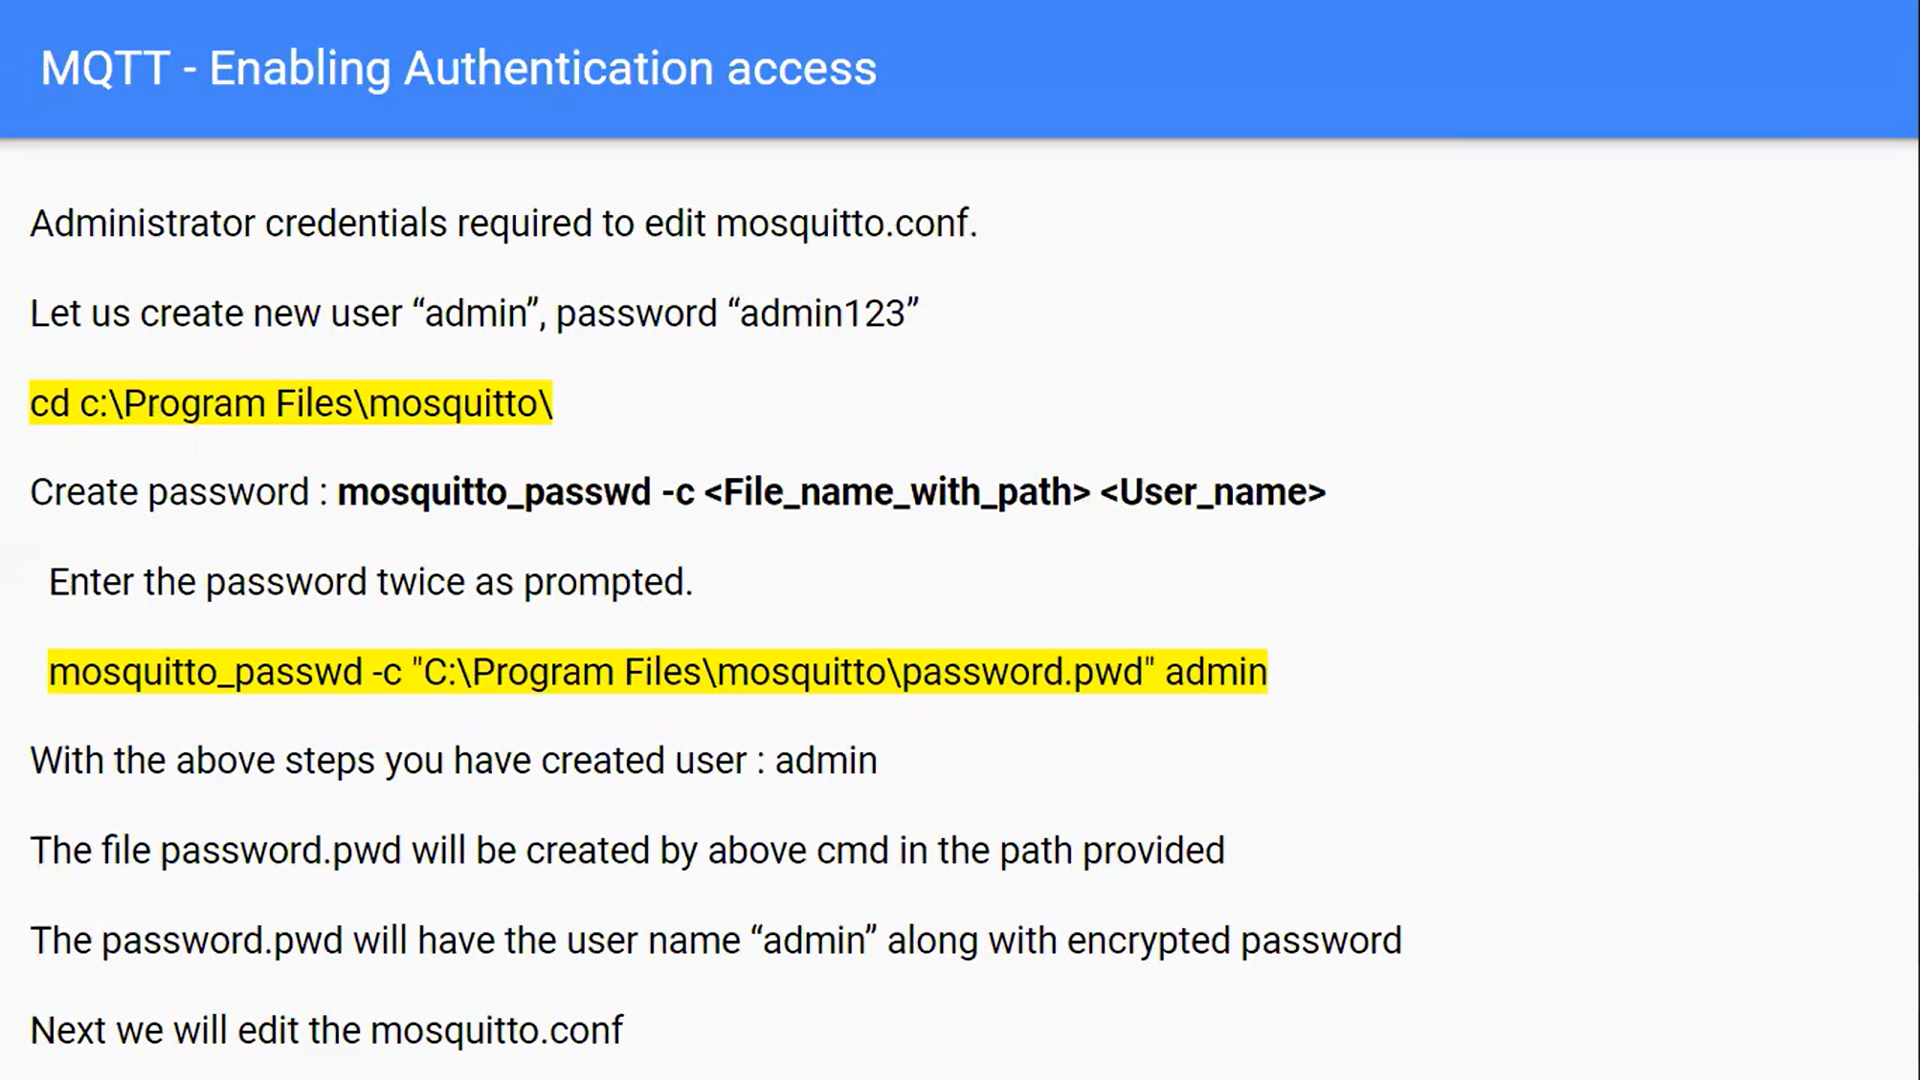 MQTT - Enabling Authentication access
Administrator credentials required to edit mosquitto.conf.
Let us create new user “admin”, password “admin123”
cd c:\Program Files\mosquitto\
Create password : mosquitto_passwd -c <File_name_with_path> <User_name>
Enter the password twice as prompted.
mosquitto_passwd -c "C:\Program Files\mosquitto\password.pwd" admin
With the above steps you have created user : admin
The file password.pwd will be created by above cmd in the path provided
The password.pwd will have the user name “admin” along with encrypted password
Next we will edit the mosquitto.conf